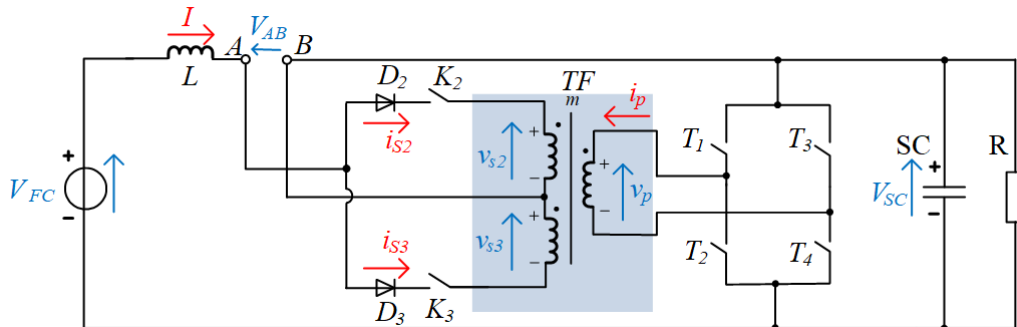 I
V_AB
A
B
L
D_2
K_2
TF
m
i_p
i_S2
+
v_s2
-
+
v_p
-
T_1
T_3
SC
R
+
V_FC
-
+
V_SC
-
i_S3
+
v_s3
-
T_2
T_4
D_3
K_3